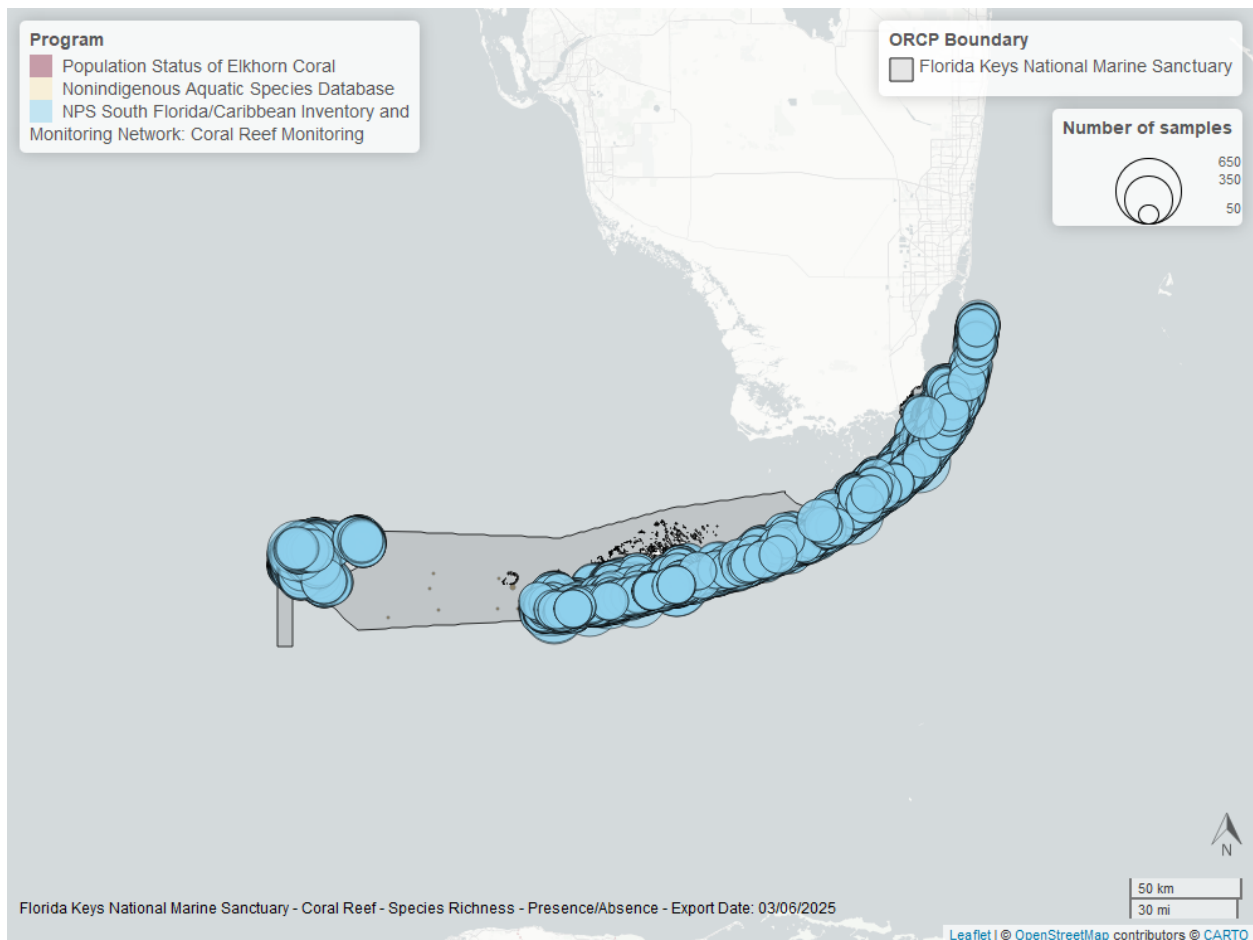 Program
Population Status of Elkhorn Coral
Nonindigenous Aquatic Species Database
NPS South Florida/Caribbean Inventory and
Monitoring Network: Coral Reef Monitoring
ORCP Boundary
Florida Keys National Marine Sanctuary
Number of samples
650
350
50
N
50 km
30 mi
Florida Keys National Marine Sanctuary - Coral Reef - Species Richness - Presence/Absence - Export Date: 03/06/2025
Leaflet | © OpenStreetMap contributors © CARTO